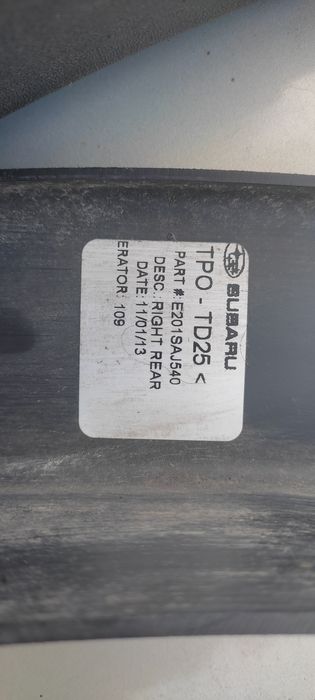 SUBARU
TPO - TD25 <
PART #: E201SAJ540
DESC.: RIGHT REAR
DATE: 11/01/13
ERATOR: 109